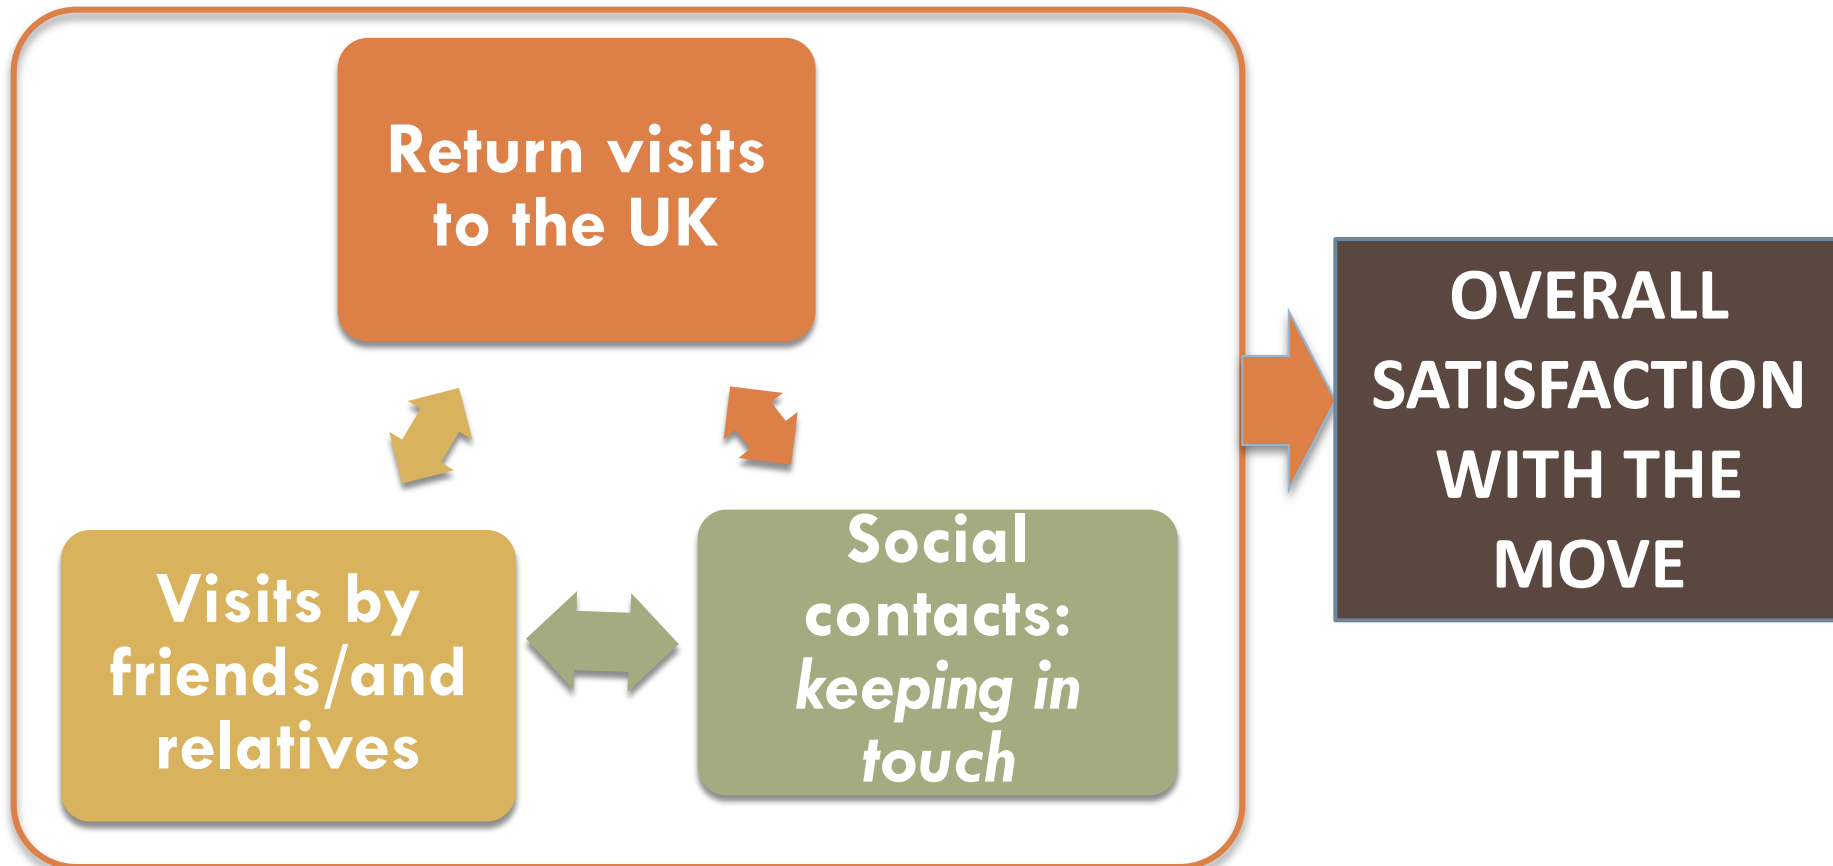 Return visits
to the UK
Visits by
friends/and
relatives
Social
contacts:
keeping in
touch
OVERALL
SATISFACTION
WITH THE
MOVE